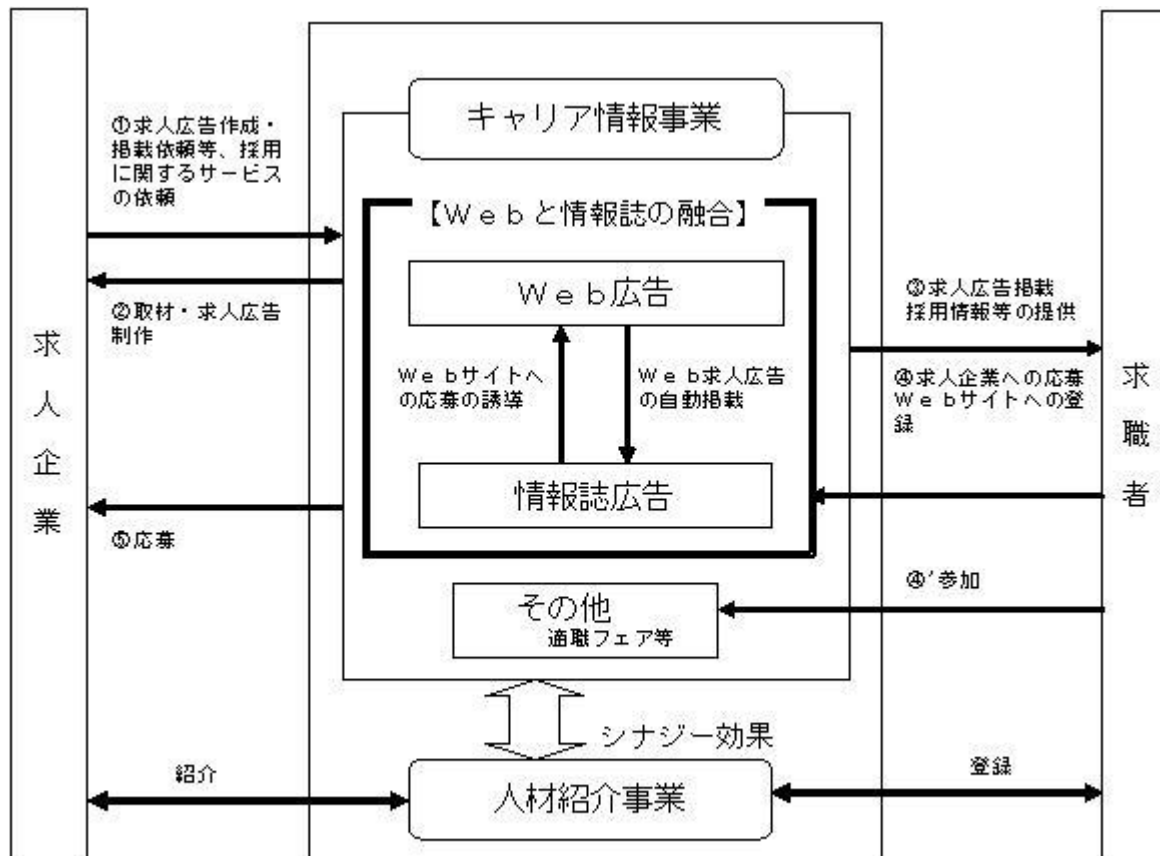 キャリア情報事業
①求人広告作成・
掲載依頼等、採用
に関するサービス
の依頼
【Ｗｅｂと情報誌の融合】
Ｗｅｂ広告
②取材・求人広告
制作
③求人広告掲載
採用情報等の提供
求人企業
Ｗｅｂサイトへ
の応募の誘導
Ｗｅｂ求人広告
の自動掲載
④求人企業への応募
Ｗｅｂサイトへの登
録
求職者
情報誌広告
⑤応募
④’参加
その他
適職フェア等
シナジー効果
紹介
人材紹介事業
登録